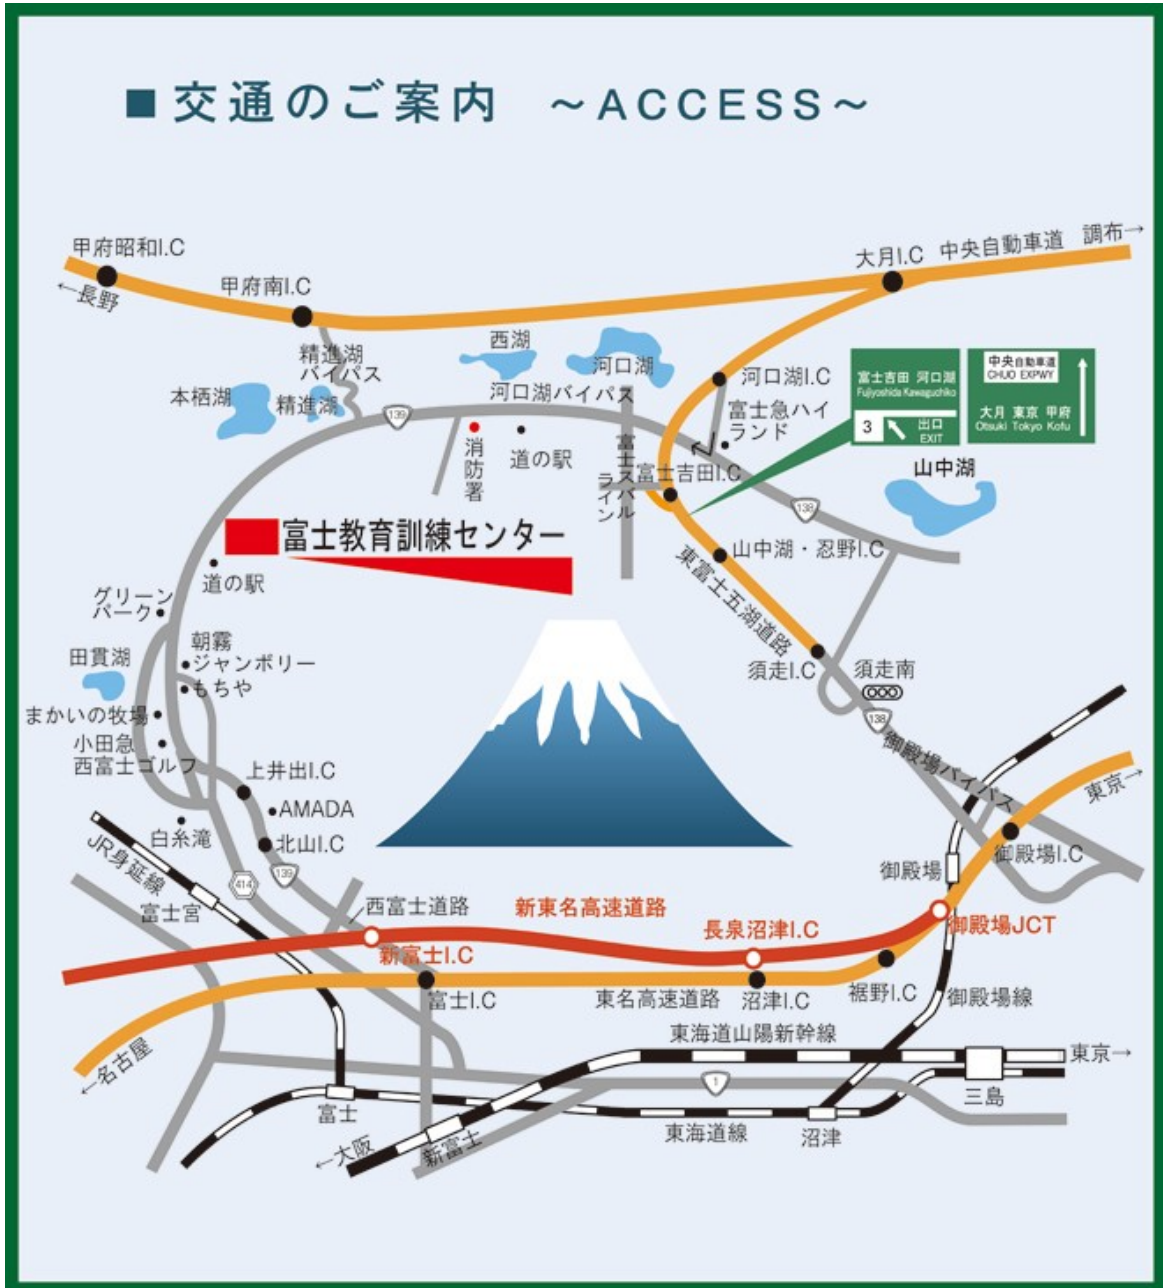 ■交通のご案内 ～ACCESS～
甲府昭和I.C
←長野
甲府南I.C
大月I.C
中央自動車道
調布→
精進湖
バイパス
本栖湖
精進湖
西湖
河口湖
河口湖バイパス
139
消防署
道の駅
富士スバル
ライン
河口湖I.C
富士急ハイ
ランド
富士吉田I.C
富士吉田 河口湖
Fujiyoshida Kawaguchiko
3
出口
EXIT
中央自動車道
CHUO EXPWY
大月 東京 甲府
Otsuki Tokyo Kofu
山中湖
138
富士教育訓練センター
道の駅
山中湖・忍野I.C
東富士五湖道路
グリーン
パーク
朝霧
ジャンボリー
もちや
田貫湖
まかいの牧場
小田急
西富士ゴルフ
須走I.C
須走南
138
御殿場バイパス
上井出I.C
AMADA
白糸滝
北山I.C
139
414
JR身延線
富士宮
西富士道路
新東名高速道路
新富士I.C
長泉沼津I.C
御殿場
御殿場I.C
東京→
御殿場JCT
富士I.C
東名高速道路
沼津I.C
裾野I.C
御殿場線
←名古屋
東海道山陽新幹線
東京→
富士
1
三島
←大阪
新富士
東海道線
沼津